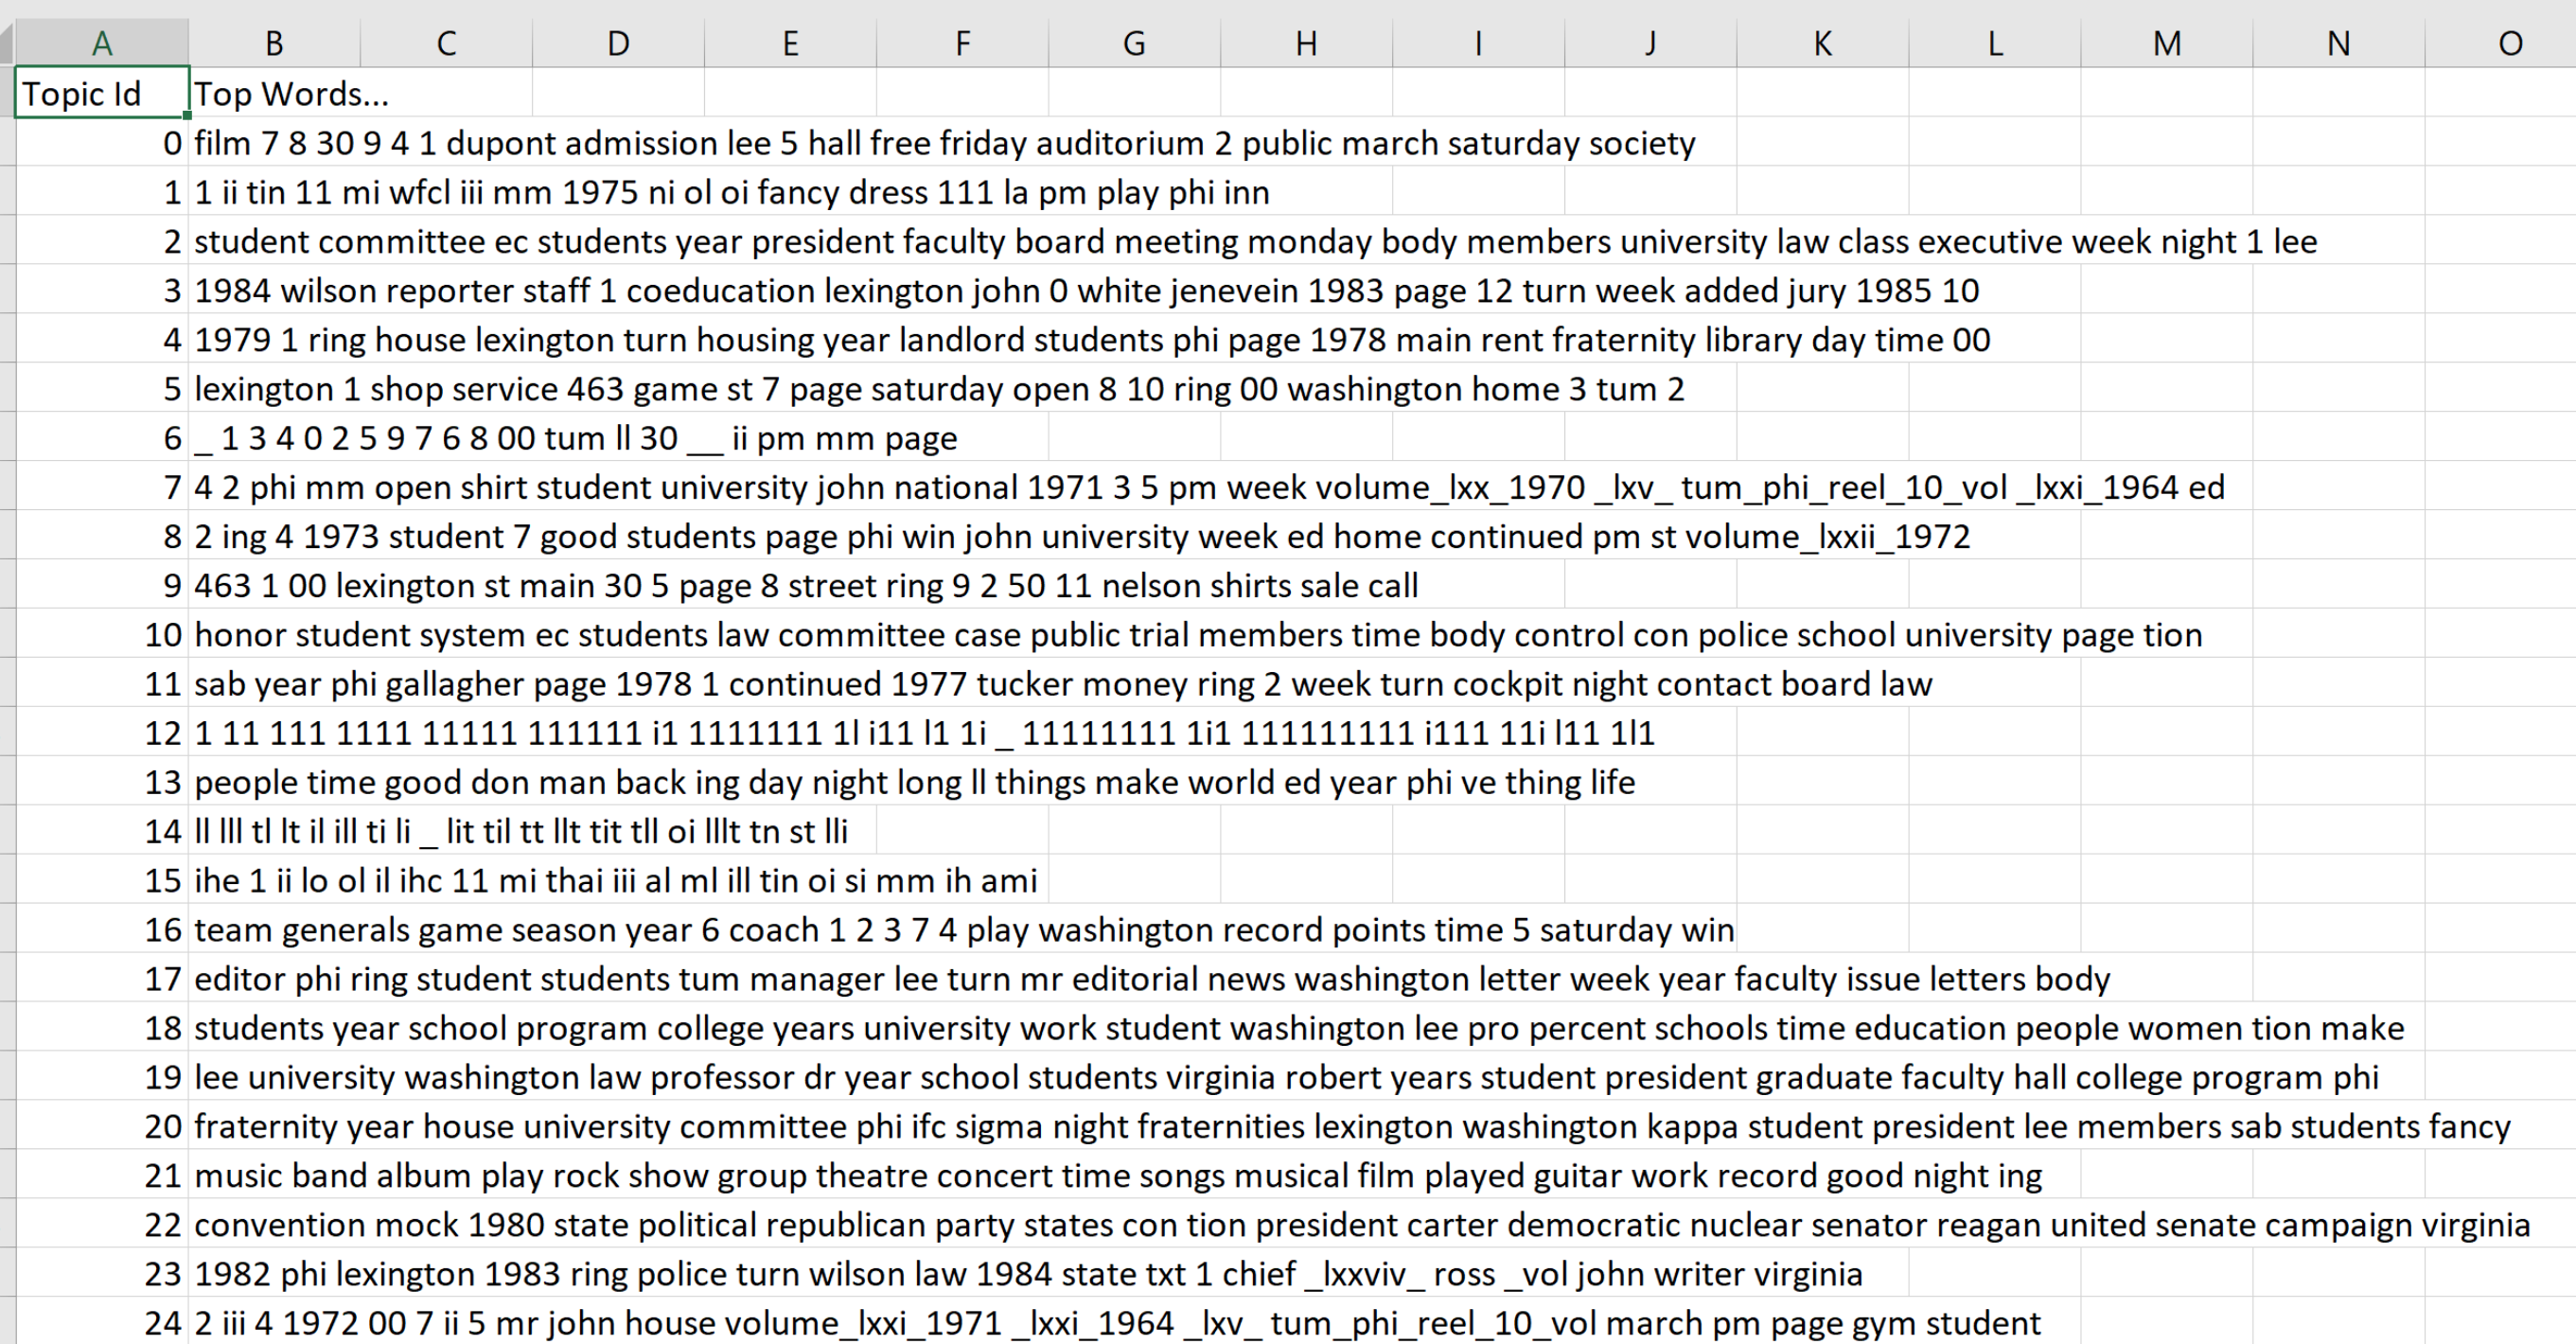 A B C D E F G H I J K L M N O
Topic Id Top Words...
0 film 7 8 30 9 4 1 dupont admission lee 5 hall free friday auditorium 2 public march saturday society
1 1 ii tin 11 mi wfcl iii mm 1975 ni ol oi fancy dress 111 la pm play phi inn
2 student committee ec students year president faculty board meeting monday body members university law class executive week night 1 lee
3 1984 wilson reporter staff 1 coeducation lexington john 0 white jenevein 1983 page 12 turn week added jury 1985 10
4 1979 1 ring house lexington turn housing year landlord students phi page 1978 main rent fraternity library day time 00
5 lexington 1 shop service 463 game st 7 page saturday open 8 10 ring 00 washington home 3 tum 2
6 _ 1 3 4 0 2 5 9 7 6 8 00 tum ll 30 __ ii pm mm page
7 4 2 phi mm open shirt student university john national 1971 3 5 pm week volume_lxx_1970 _lxv_ tum_phi_reel_10_vol _lxxi_1964 ed
8 2 ing 4 1973 student 7 good students page phi win john university week ed home continued pm st volume_lxxii_1972
9 463 1 00 lexington st main 30 5 page 8 street ring 9 2 50 11 nelson shirts sale call
10 honor student system ec students law committee case public trial members time body control con police school university page tion
11 sab year phi gallagher page 1978 1 continued 1977 tucker money ring 2 week turn cockpit night contact board law
12 1 11 111 1111 11111 111111 i1 1111111 1l i11 l1 1i _ 11111111 1i1 111111111 i111 11i l11 1l1
13 people time good don man back ing day night long ll things make world ed year phi ve thing life
14 ll lll tl lt il ill ti li _ lit til tt llt tit tll oi lllt tn st lli
15 ihe 1 ii lo ol il ihc 11 mi thai iii al ml ill tin oi si mm ih ami
16 team generals game season year 6 coach 1 2 3 7 4 play washington record points time 5 saturday win
17 editor phi ring student students tum manager lee turn mr editorial news washington letter week year faculty issue letters body
18 students year school program college years university work student washington lee pro percent schools time education people women tion make
19 lee university washington law professor dr year school students virginia robert years student president graduate faculty hall college program phi
20 fraternity year house university committee phi ifc sigma night fraternities lexington washington kappa student president lee members sab students fancy
21 music band album play rock show group theatre concert time songs musical film played guitar work record good night ing
22 convention mock 1980 state political republican party states con tion president carter democratic nuclear senator reagan united senate campaign virginia
23 1982 phi lexington 1983 ring police turn wilson law 1984 state txt 1 chief _lxxviv_ ross _vol john writer virginia
24 2 iii 4 1972 00 7 ii 5 mr john house volume_lxxi_1971 _lxxi_1964 _lxv_ tum_phi_reel_10_vol march pm page gym student